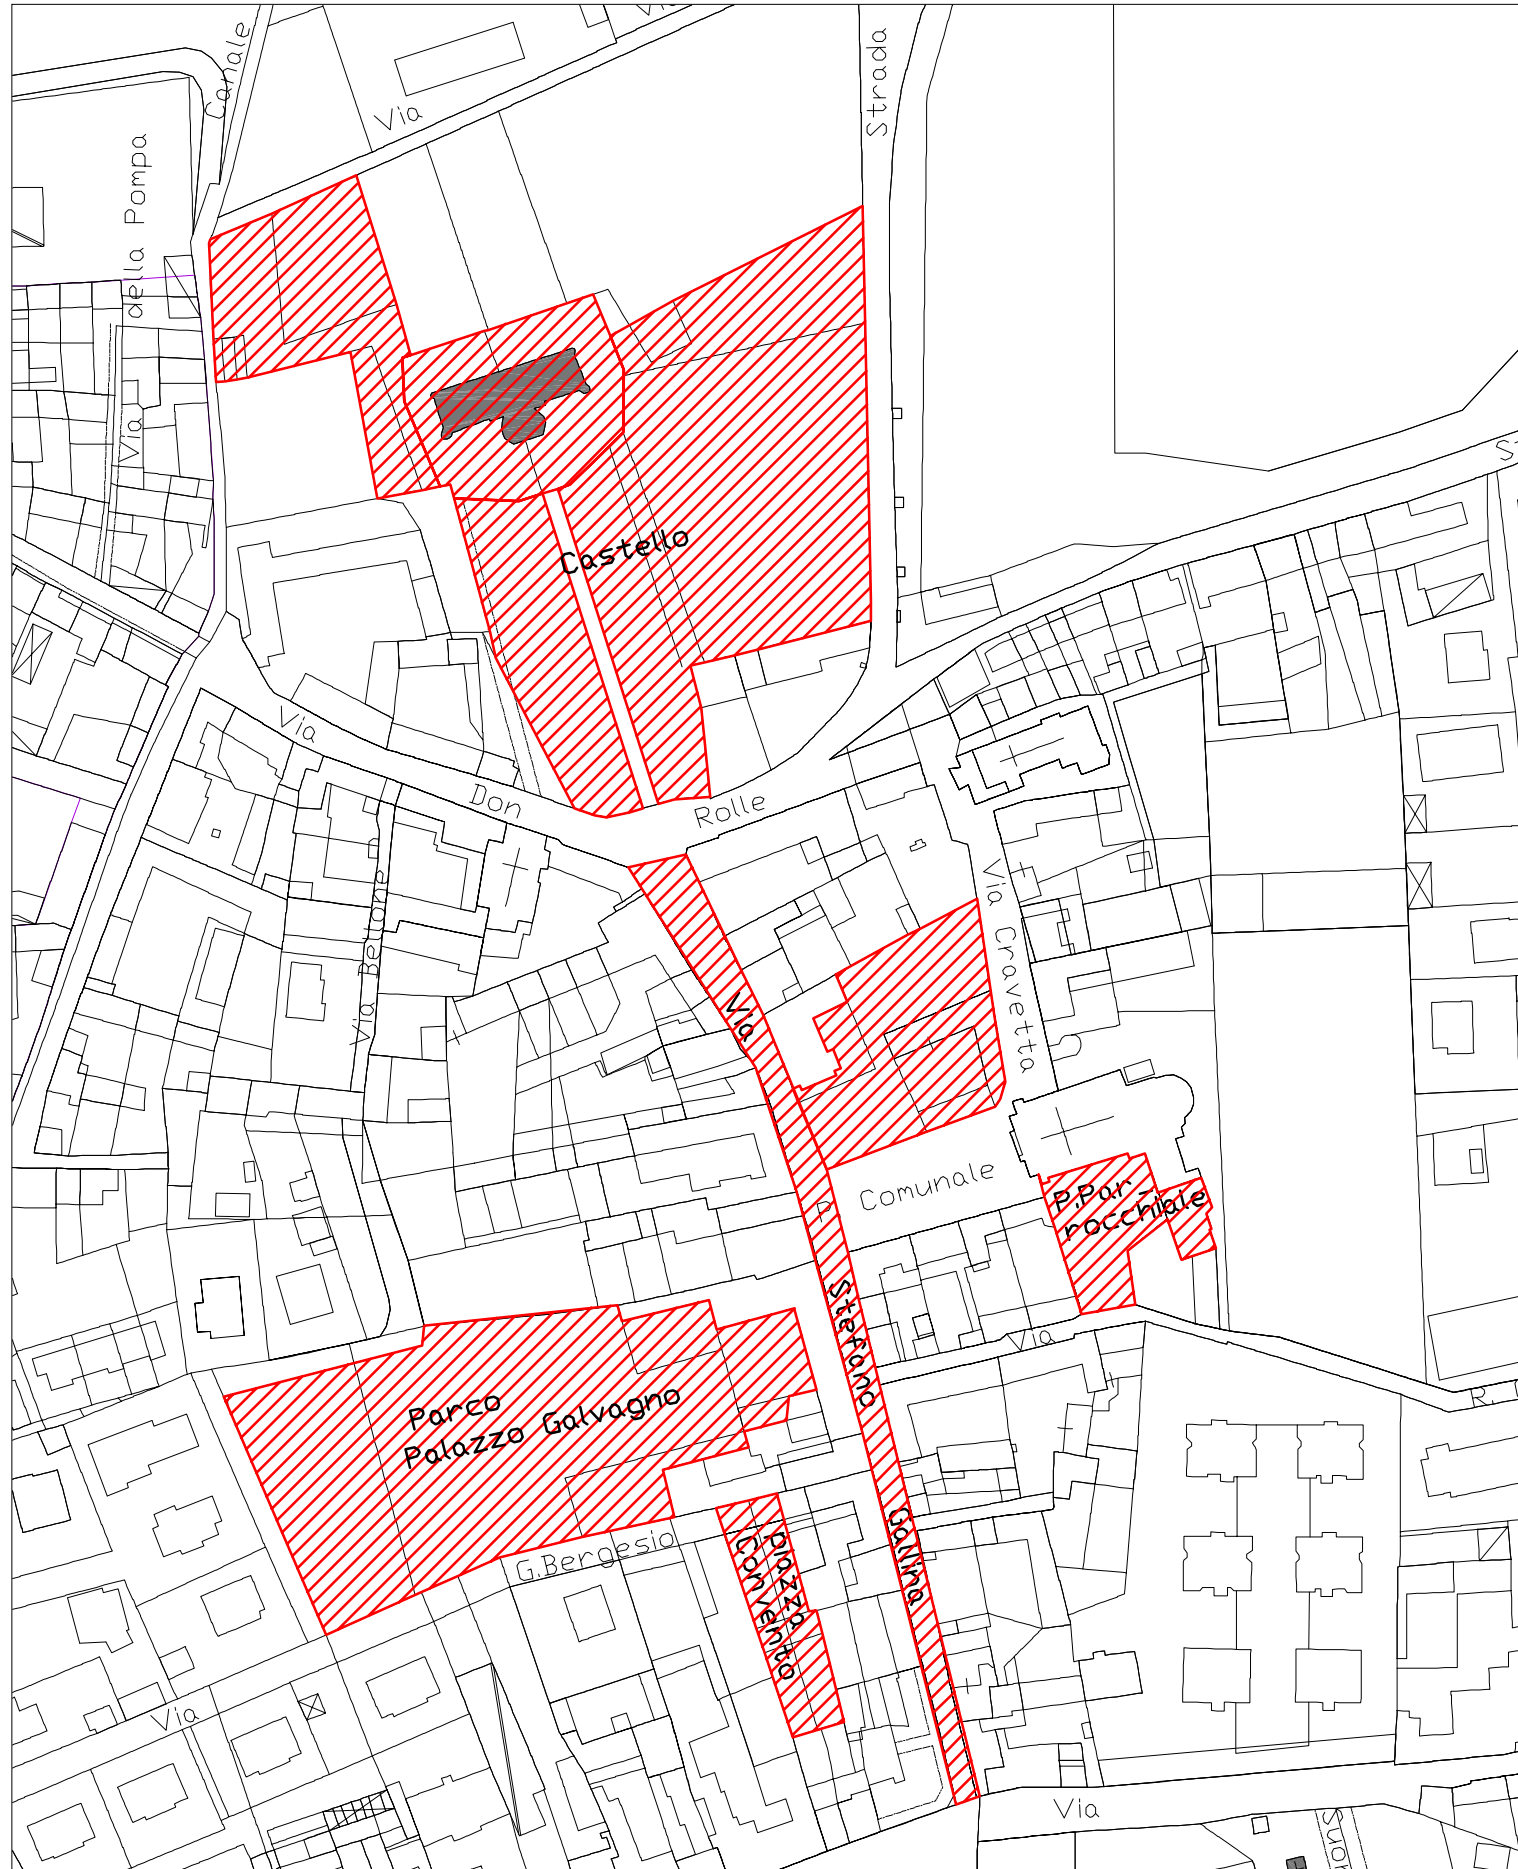 Canale
Via
Strada
della Pompa
Via
Castello
Via
Don
Rolle
Via Bellone
Via Cravetta
Via
Comunale
P.
P.Par
rocchiale
Stefano
Via
Parco
Palazzo Galvagno
G.Bergesio
Piazza
Convento
Gallina
Via
Via
R.